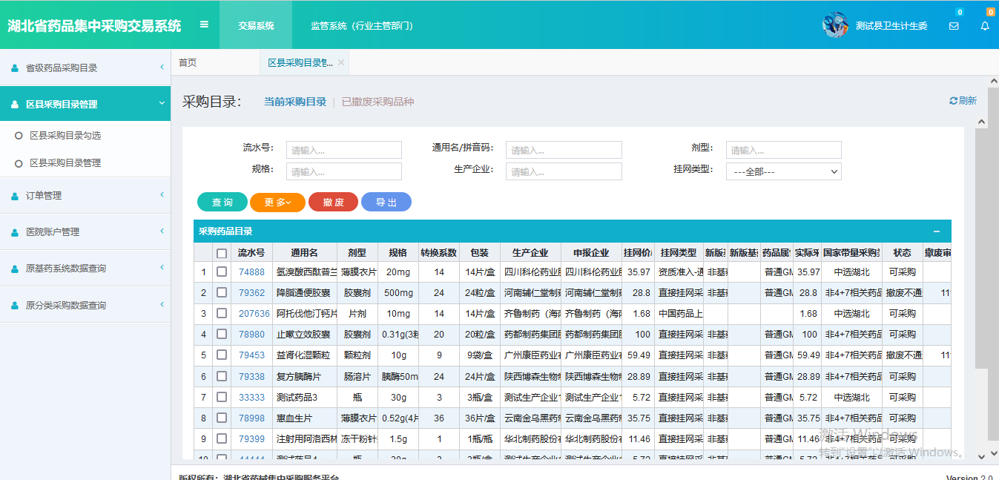 湖北省药品集中采购交易系统 交易系统 监管系统（行业主管部门） 测试县卫生计生委 0 0
省级药品采购目录
区县采购目录管理
区县采购目录勾选
区县采购目录管理
订单管理
医院账户管理
原基药系统数据查询
原分类采购数据查询
首页 区县采购目录管...
采购目录： 当前采购目录 | 已撤废采购品种 刷新
流水号： 请输入... 通用名/拼音码： 请输入... 剂型： 请输入...
规格： 请输入... 生产企业： 请输入... 挂网类型： ---全部---
查 询 更 多 撤 废 导 出
采购药品目录
流水号 通用名 剂型 规格 转换系数 包装 生产企业 申报企业 挂网价 挂网类型 新版 新版基 药品属 实际采 国家带量采购 状态 撤废审
1 74888 氢溴酸西酞普兰 薄膜衣片 20mg 14 14片/盒 四川科伦药业 四川科伦药业 35.97 资质准入- 非基 普通GM 35.97 中选湖北 可采购
2 79362 降脂通便胶囊 胶囊剂 500mg 24 24粒/盒 河南辅仁堂制 河南辅仁堂制 28.8 直接挂网采 非基 普通GM 28.8 非4+7相关药品 撤废不通 11
3 207636 阿托伐他汀钙片 片剂 10mg 14 14片/盒 齐鲁制药（海 齐鲁制药（海 1.68 中国药品上 1.68 中选湖北 可采购
4 78980 止嗽立效胶囊 胶囊剂 0.31g(3粒 20 20粒/盒 药都制药集团 药都制药集团 100 直接挂网采 非基 普通GM 100 非4+7相关药品 可采购
5 79453 益肾化湿颗粒 颗粒剂 10g 9 9袋/盒 广州康臣药业 广州康臣药业 59.49 直接挂网采 非基 普通GM 59.49 非4+7相关药品 撤废不通 11
6 79338 复方胰酶片 肠溶片 胰酶50m 24 24片/盒 陕西博森生物 陕西博森生物 28.89 直接挂网采 非基 普通GM 28.89 非4+7相关药品 可采购
7 33333 测试药品3 瓶 30g 3 3瓶/盒 测试生产企业 测试生产企业 5.72 直接挂网采 非基 普通GM 5.72 中选湖北 可采购
8 78998 惠血生片 薄膜衣片 0.52g(4片 36 36片/盒 云南金乌黑药 云南金乌黑药 35.75 直接挂网采 非基 普通GM 35.75 非4+7相关药品 可采购
9 79399 注射用阿洛西林 冻干粉针 1.5g 1 1瓶/瓶 华北制药股份 华北制药股份 11.46 直接挂网采 非基 普通GM 11.46 非4+7相关药品 可采购
10 44444 测试药品4 瓶 30g 3 3瓶/盒 测试生产企业 测试生产企业 5.72 直接挂网采 非基 普通GM 5.72 非4+7相关药品 可采购
激活 Windows
转到“设置”以激活 Windows。
版权所有：湖北省药械集中采购服务平台 Version 2.0